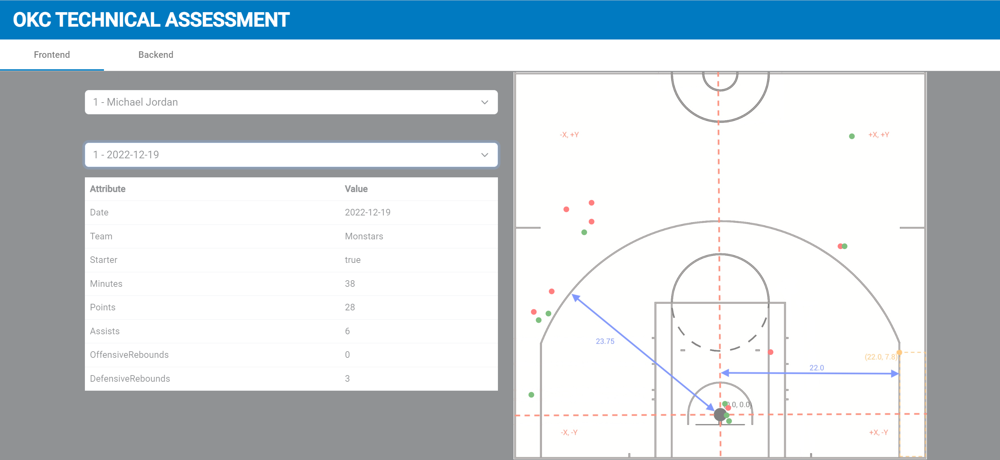 OKC TECHNICAL ASSESSMENT
Frontend Backend
1 - Michael Jordan
1 - 2022-12-19
Attribute Value
Date 2022-12-19
Team Monstars
Starter true
Minutes 38
Points 28
Assists 6
OffensiveRebounds 0
DefensiveRebounds 3
-X, +Y +X, +Y
23.75
(22.0, 7.8)
22.0
0.0, 0.0)
-X, -Y +X, -Y